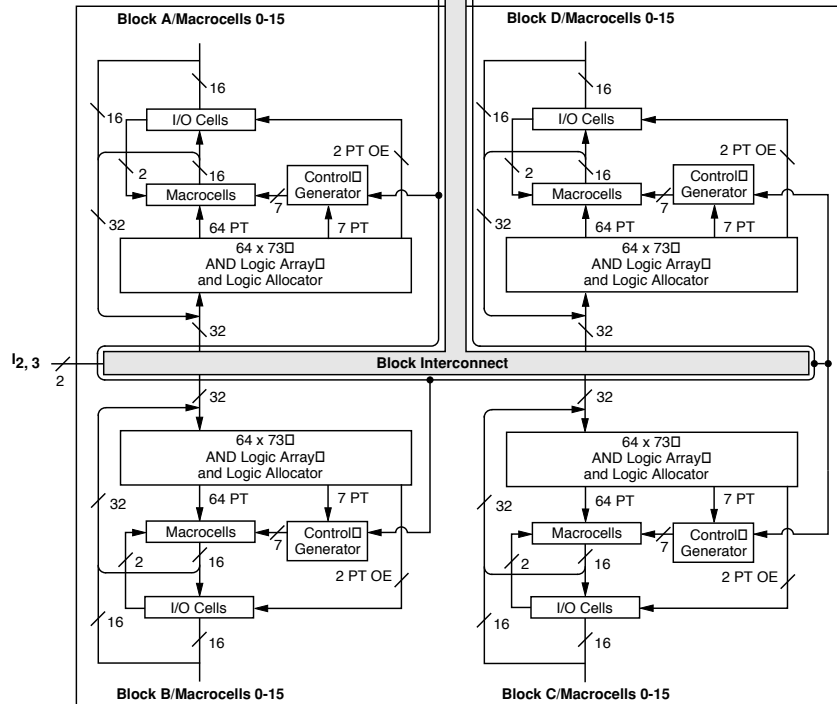 Block A/Macrocells 0-15
16
16
I/O Cells
2
16
2 PT OE
Macrocells
7
Control□
Generator
32
64 PT
7 PT
64 x 73□
AND Logic Array□
and Logic Allocator
32
Block D/Macrocells 0-15
16
16
I/O Cells
2
16
2 PT OE
Macrocells
7
Control□
Generator
32
64 PT
7 PT
64 x 73□
AND Logic Array□
and Logic Allocator
32
I2, 3
2
Block Interconnect
32
64 x 73□
AND Logic Array□
and Logic Allocator
32
64 PT
7 PT
Macrocells
7
Control□
Generator
2
16
2 PT OE
I/O Cells
16
16
Block B/Macrocells 0-15
32
64 x 73□
AND Logic Array□
and Logic Allocator
32
64 PT
7 PT
Macrocells
7
Control□
Generator
2
16
2 PT OE
I/O Cells
16
16
Block C/Macrocells 0-15